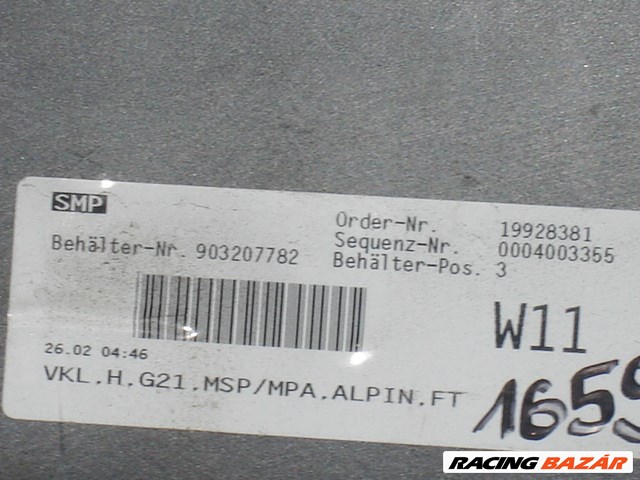 SMP
Order-Nr. 19928381
Behälter-Nr. 903207782
Sequenz-Nr. 0004003355
Behälter-Pos. 3
W11
26.02 04:46
VKL.H.G21.MSP/MPA.ALPIN.FT
1659
RACING BAZÁR